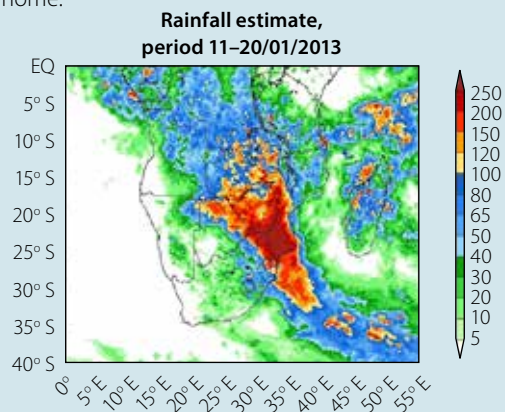 home.
Rainfall estimate,
period 11–20/01/2013
EQ
5° S
10° S
15° S
20° S
25° S
30° S
35° S
40° S
0°
5° E
10° E
15° E
20° E
25° E
30° E
35° E
40° E
45° E
50° E
55° E
250
200
150
120
100
80
65
50
40
30
20
10
5